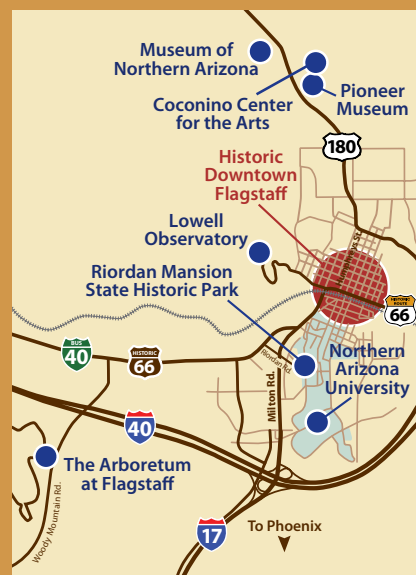 Museum of
Northern Arizona
Coconino Center
for the Arts
Pioneer
Museum
180
Historic
Downtown
Flagstaff
Humphreys St.
Lowell
Observatory
Riordan Mansion
State Historic Park
HISTORIC
ROUTE
66
BUS
40
HISTORIC
66
Riordan Rd.
Northern
Arizona
University
Milton Rd.
40
The Arboretum
at Flagstaff
Woody Mountain Rd.
17
To Phoenix